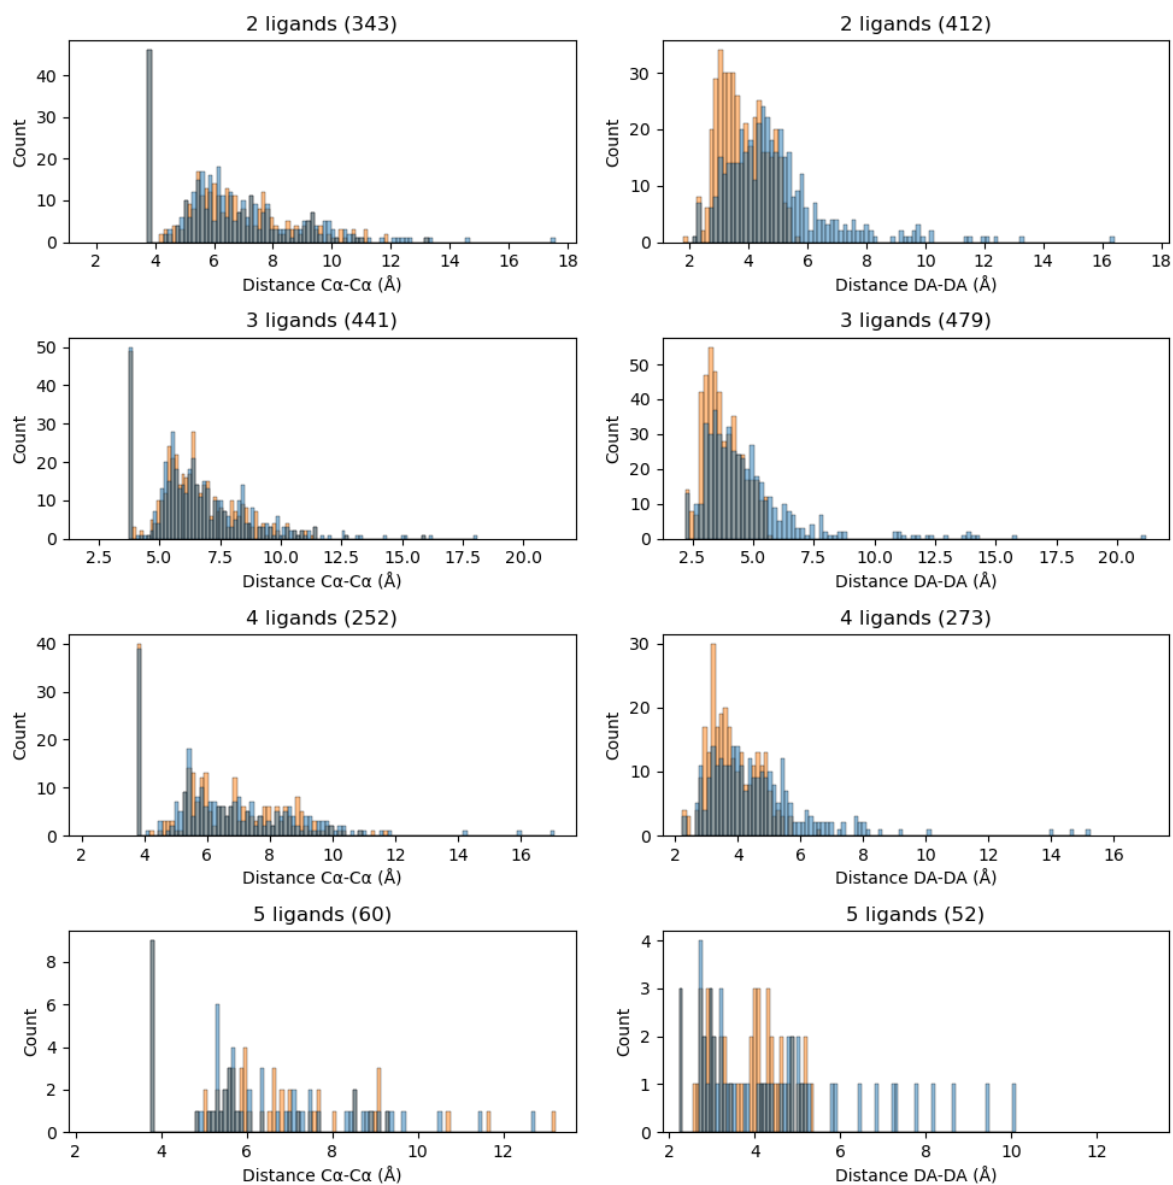 2 ligands (343)
40
30
20
10
0
Count
2 4 6 8 10 12 14 16 18
Distance Cα-Cα (Å)
2 ligands (412)
30
20
10
0
Count
2 4 6 8 10 12 14 16 18
Distance DA-DA (Å)
3 ligands (441)
50
40
30
20
10
0
Count
2.5 5.0 7.5 10.0 12.5 15.0 17.5 20.0
Distance Cα-Cα (Å)
3 ligands (479)
50
40
30
20
10
0
Count
2.5 5.0 7.5 10.0 12.5 15.0 17.5 20.0
Distance DA-DA (Å)
4 ligands (252)
40
30
20
10
0
Count
2 4 6 8 10 12 14 16
Distance Cα-Cα (Å)
4 ligands (273)
30
20
10
0
Count
2 4 6 8 10 12 14 16
Distance DA-DA (Å)
5 ligands (60)
8
6
4
2
0
Count
2 4 6 8 10 12
Distance Cα-Cα (Å)
5 ligands (52)
4
3
2
1
0
Count
2 4 6 8 10 12
Distance DA-DA (Å)